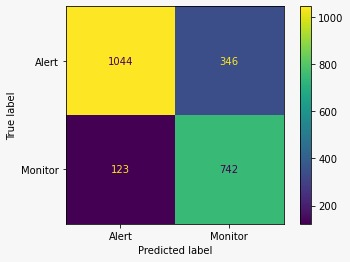 1000
Alert 1044 346
800
True label
600
Monitor 123 742
400
200
Alert Monitor
Predicted label